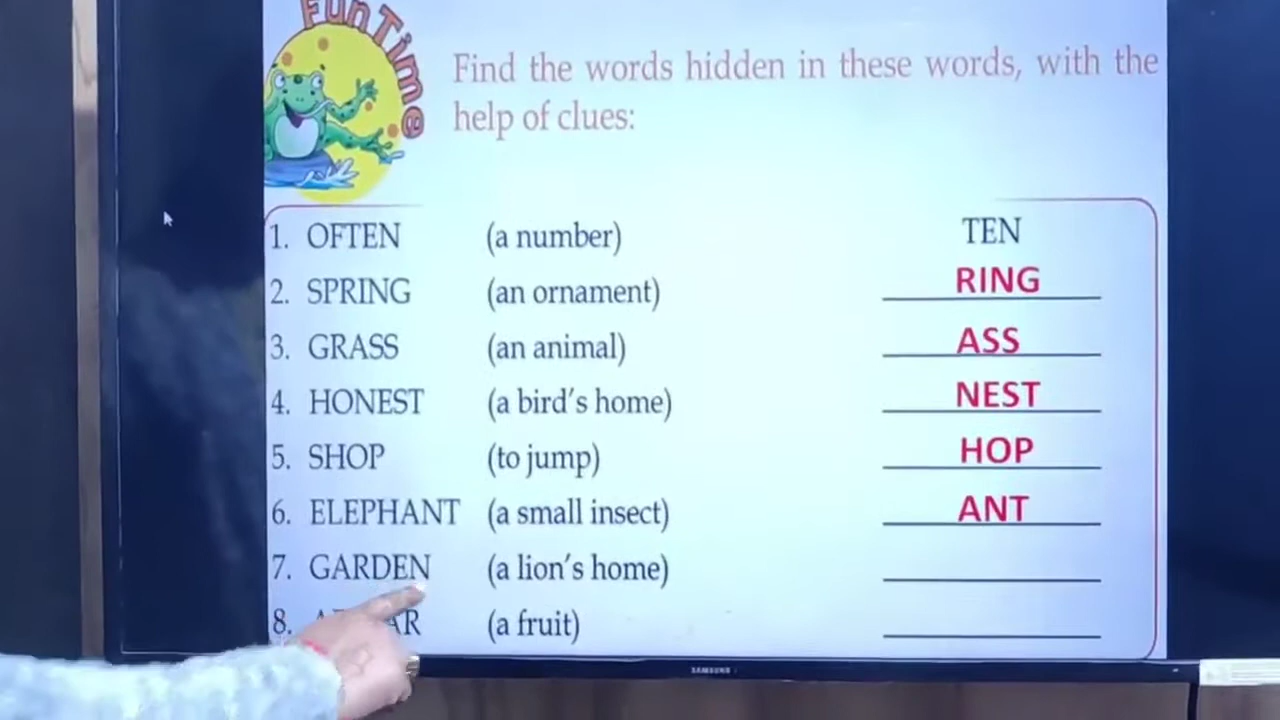 Fun Time
Find the words hidden in these words, with the
help of clues:
1. OFTEN (a number) TEN
2. SPRING (an ornament) RING
3. GRASS (an animal) ASS
4. HONEST (a bird's home) NEST
5. SHOP (to jump) HOP
6. ELEPHANT (a small insect) ANT
7. GARDEN (a lion's home)
8. (a fruit)
SAMSUNG